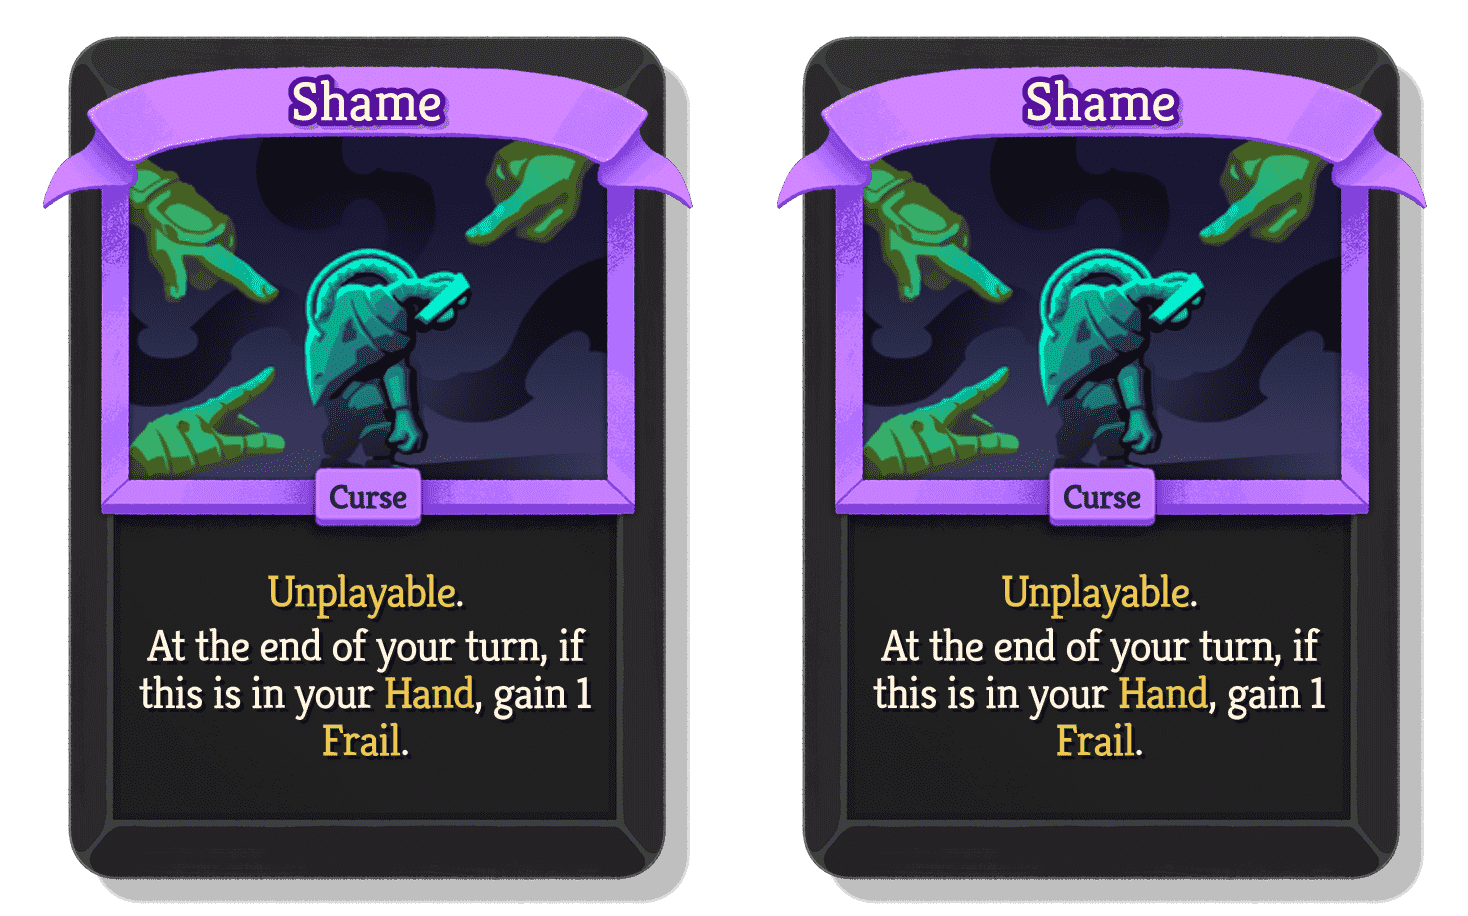 Shame
Curse
Unplayable.
At the end of your turn, if
this is in your Hand, gain 1
Frail.
Shame
Curse
Unplayable.
At the end of your turn, if
this is in your Hand, gain 1
Frail.